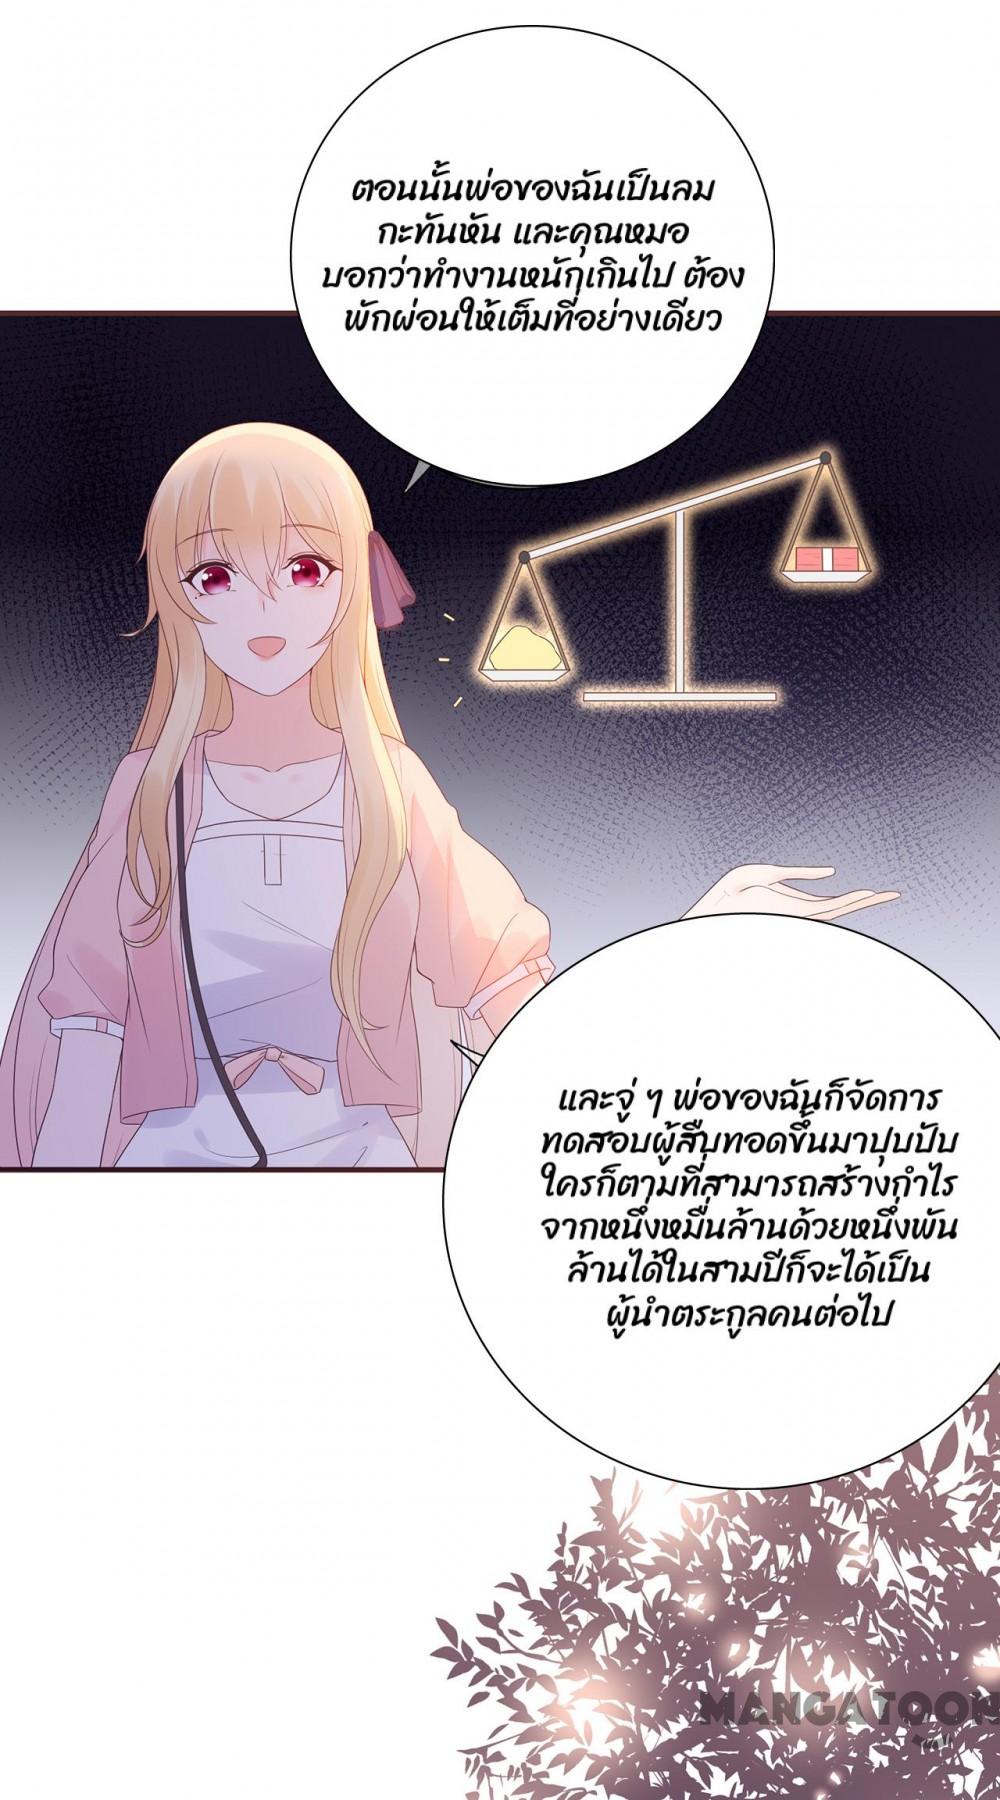 ตอนนั้นพ่อของฉันเป็นลม
กะทันหัน และคุณหมอ
บอกว่าทำงานหนักเกินไป ต้อง
พักผ่อนให้เต็มที่อย่างเดียว
และจู่ ๆ พ่อของฉันก็จัดการ
ทดสอบผู้สืบทอดขึ้นมาปุบปับ
ใครก็ตามที่สามารถสร้างกำไร
จากหนึ่งหมื่นล้านด้วยหนึ่งพัน
ล้านได้ในสามปีก็จะได้เป็น
ผู้นำตระกูลคนต่อไป
MANGATOON